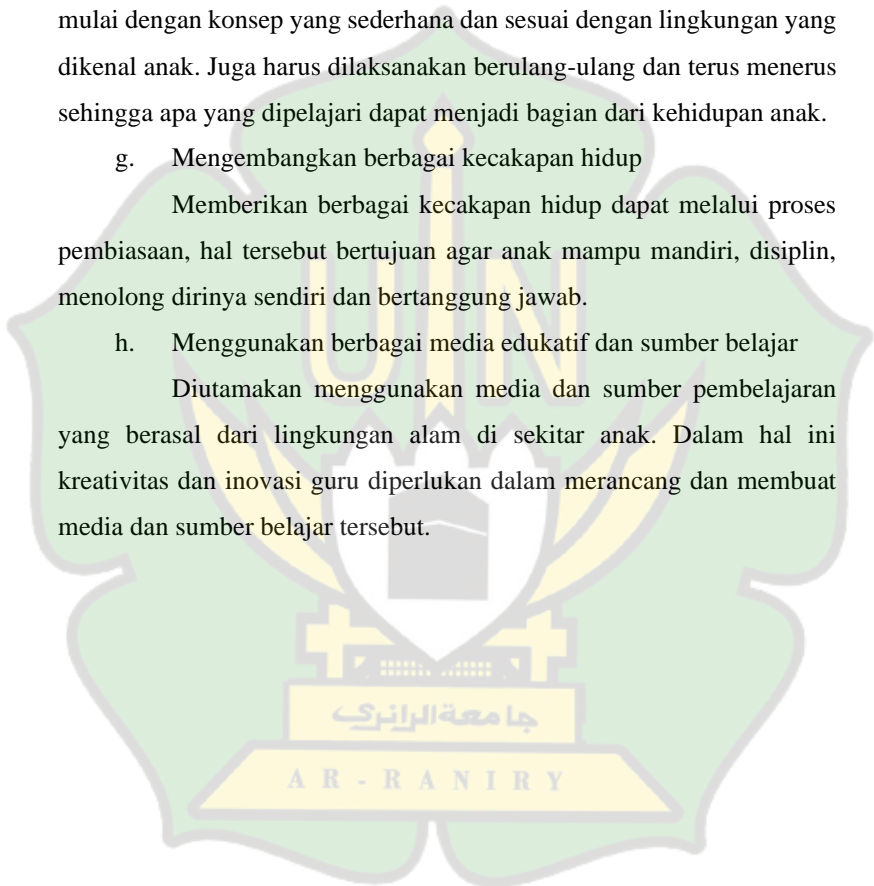 mulai dengan konsep yang sederhana dan sesuai dengan lingkungan yang
dikenal anak. Juga harus dilaksanakan berulang-ulang dan terus menerus
sehingga apa yang dipelajari dapat menjadi bagian dari kehidupan anak.
g. Mengembangkan berbagai kecakapan hidup
Memberikan berbagai kecakapan hidup dapat melalui proses
pembiasaan, hal tersebut bertujuan agar anak mampu mandiri, disiplin,
menolong dirinya sendiri dan bertanggung jawab.
h. Menggunakan berbagai media edukatif dan sumber belajar
Diutamakan menggunakan media dan sumber pembelajaran
yang berasal dari lingkungan alam di sekitar anak. Dalam hal ini
kreativitas dan inovasi guru diperlukan dalam merancang dan membuat
media dan sumber belajar tersebut.
UIN
جامعة الرانري
AR-RANIRY